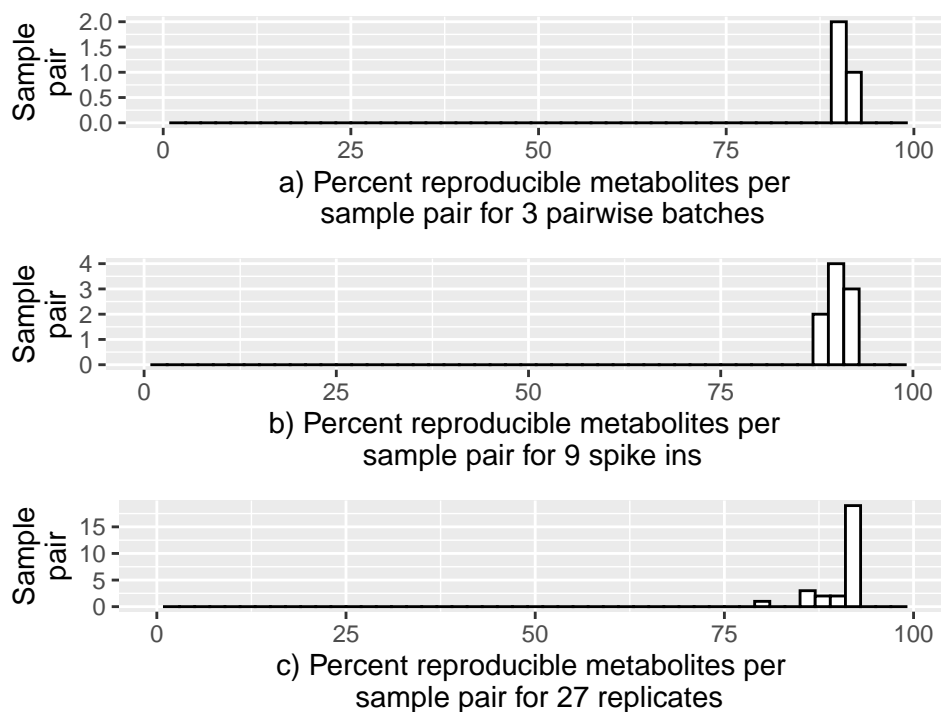 Sample
pair
2.0
1.5
1.0
0.5
0.0
0 25 50 75 100
a) Percent reproducible metabolites per
sample pair for 3 pairwise batches
Sample
pair
4
3
2
1
0
0 25 50 75 100
b) Percent reproducible metabolites per
sample pair for 9 spike ins
Sample
pair
15
10
5
0
0 25 50 75 100
c) Percent reproducible metabolites per
sample pair for 27 replicates